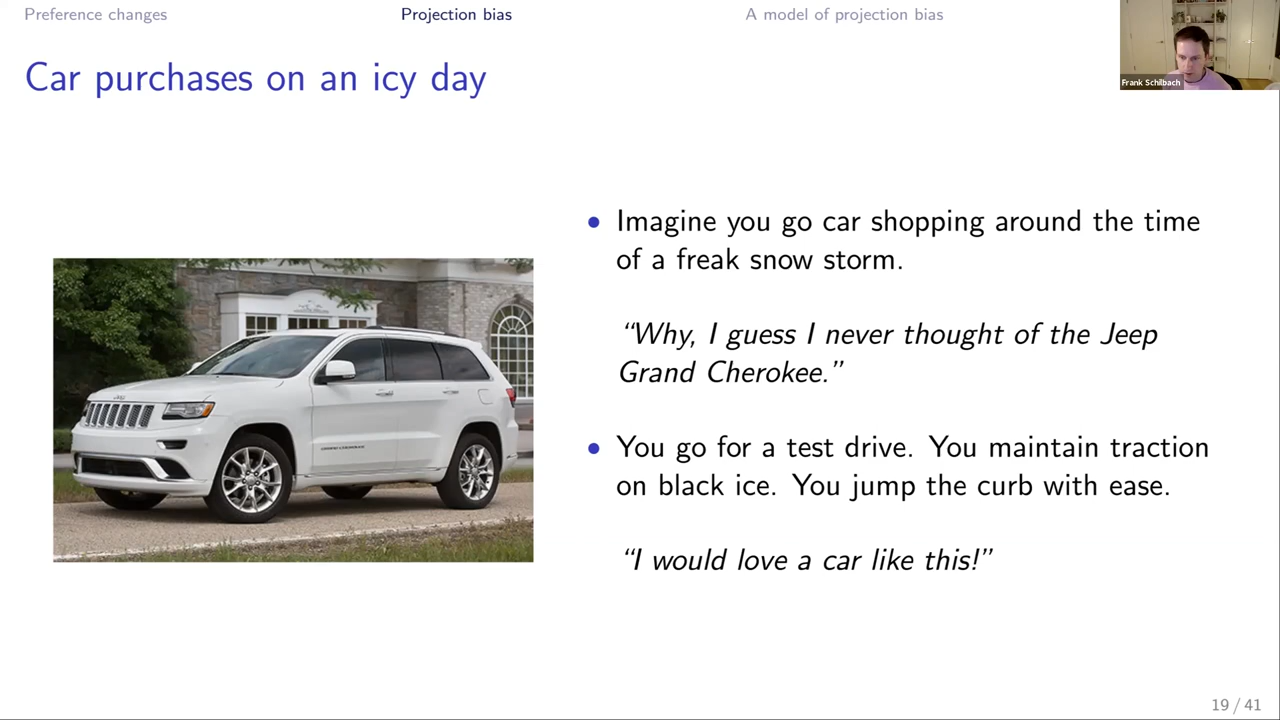 Preference changes
Projection bias
A model of projection bias
Frank Schilbach
Car purchases on an icy day
• Imagine you go car shopping around the time
of a freak snow storm.
“Why, I guess I never thought of the Jeep
Grand Cherokee.”
• You go for a test drive. You maintain traction
on black ice. You jump the curb with ease.
“I would love a car like this!”
19 / 41